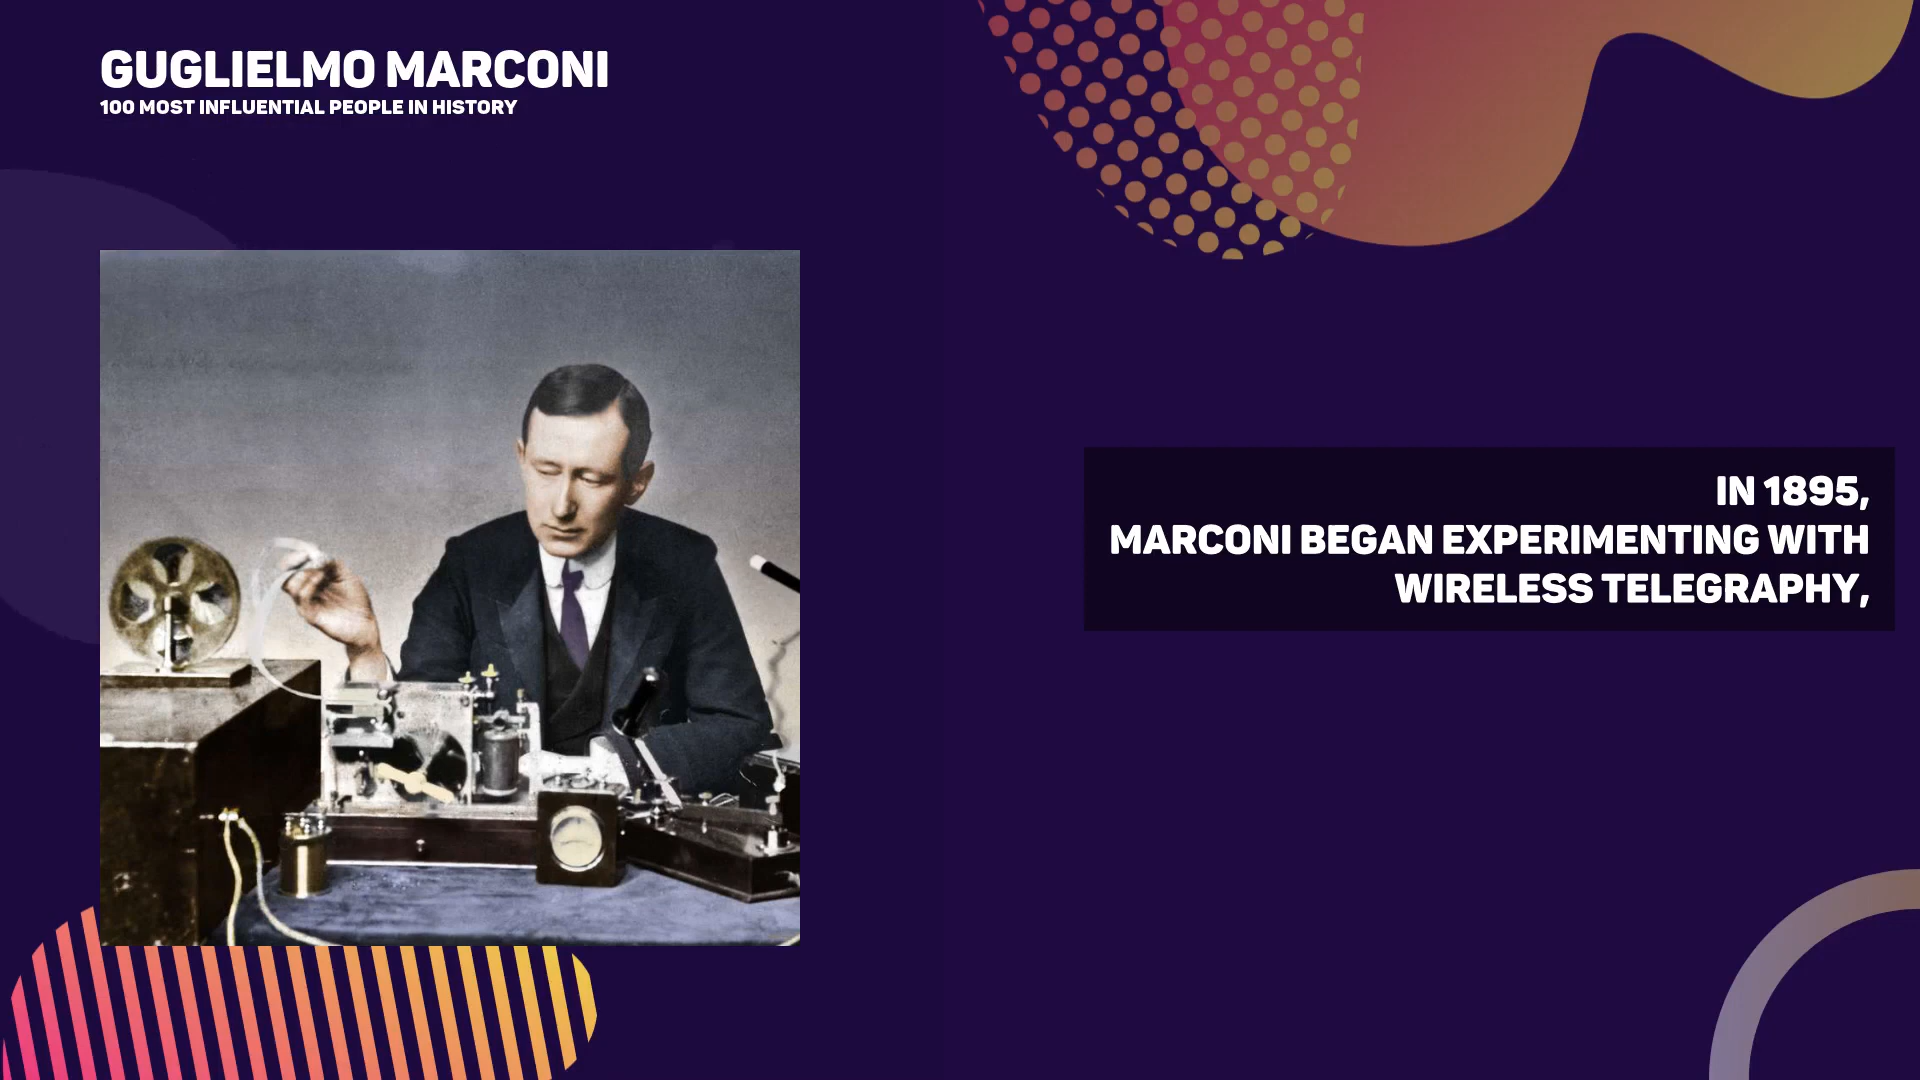 GUGLIELMO MARCONI
100 MOST INFLUENTIAL PEOPLE IN HISTORY
IN 1895,
MARCONI BEGAN EXPERIMENTING WITH
WIRELESS TELEGRAPHY,